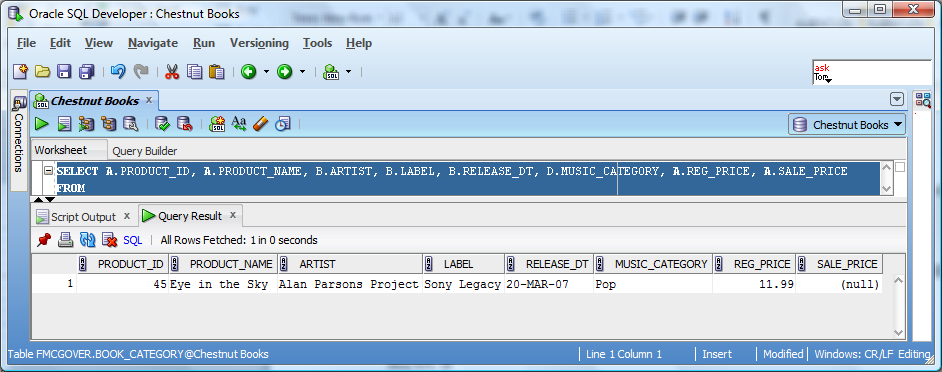 Oracle SQL Developer : Chestnut Books
File Edit View Navigate Run Versioning Tools Help
ask
Tom
Connections
Chestnut Books x
SQL
Chestnut Books
Worksheet Query Builder
SELECT A.PRODUCT_ID, A.PRODUCT_NAME, B.ARTIST, B.LABEL, B.RELEASE_DT, D.MUSIC_CATEGORY, A.REG_PRICE, A.SALE_PRICE
FROM
Script Output x Query Result x
SQL | All Rows Fetched: 1 in 0 seconds
PRODUCT_ID PRODUCT_NAME ARTIST LABEL RELEASE_DT MUSIC_CATEGORY REG_PRICE SALE_PRICE
1 45 Eye in the Sky Alan Parsons Project Sony Legacy 20-MAR-07 Pop 11.99 (null)
Table FMCGOVER.BOOK_CATEGORY@Chestnut Books | Line 1 Column 1 | Insert | Modified | Windows: CR/LF Editing